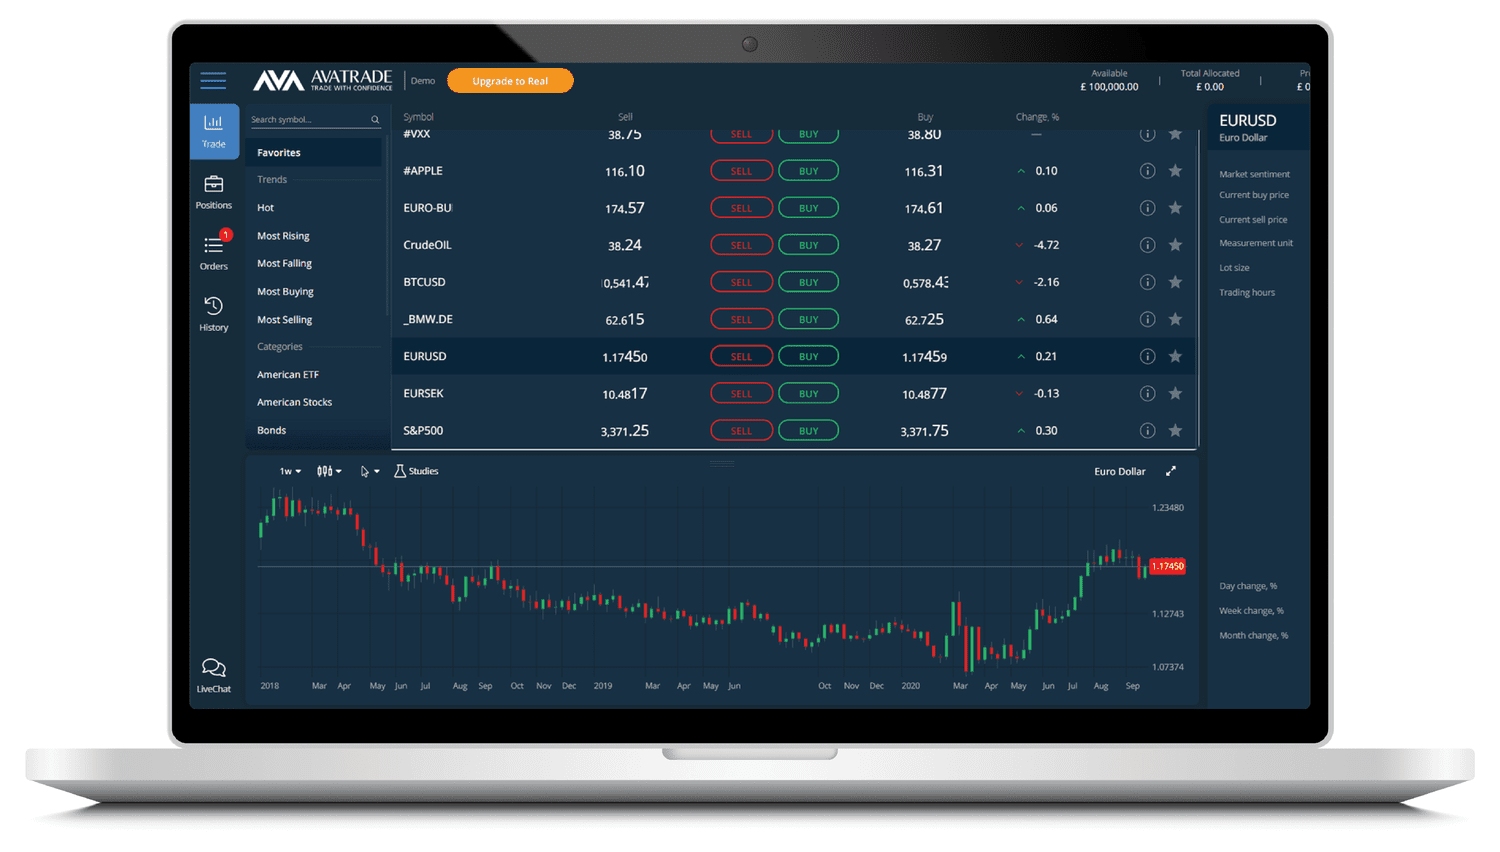 AVA AVATRADE
TRADE WITH CONFIDENCE
Demo
Upgrade to Real
Available
£ 100,000.00
Total Allocated
£ 0.00
Trade
Positions
1
Orders
History
LiveChat
Search symbol...
Favorites
Trends
Hot
Most Rising
Most Falling
Most Buying
Most Selling
Categories
American ETF
American Stocks
Bonds
Symbol Sell Buy Change, %
#VXX 38.75 SELL BUY 38.80 —
#APPLE 116.10 SELL BUY 116.31 0.10
EURO-BU 174.57 SELL BUY 174.61 0.06
CrudeOIL 38.24 SELL BUY 38.27 -4.72
BTCUSD 0,541.47 SELL BUY 0,578.43 -2.16
_BMW.DE 62.615 SELL BUY 62.725 0.64
EURUSD 1.17450 SELL BUY 1.17459 0.21
EURSEK 10.4817 SELL BUY 10.4877 -0.13
S&P500 3,371.25 SELL BUY 3,371.75 0.30
1w Studies Euro Dollar
1.23480
1.17450
1.12743
1.07374
2018 Mar Apr May Jun Jul Aug Sep Oct Nov Dec 2019 Mar Apr May Jun Oct Nov Dec 2020 Mar Apr May Jun Jul Aug Sep
EURUSD
Euro Dollar
Market sentiment
Current buy price
Current sell price
Measurement unit
Lot size
Trading hours
Day change, %
Week change, %
Month change, %